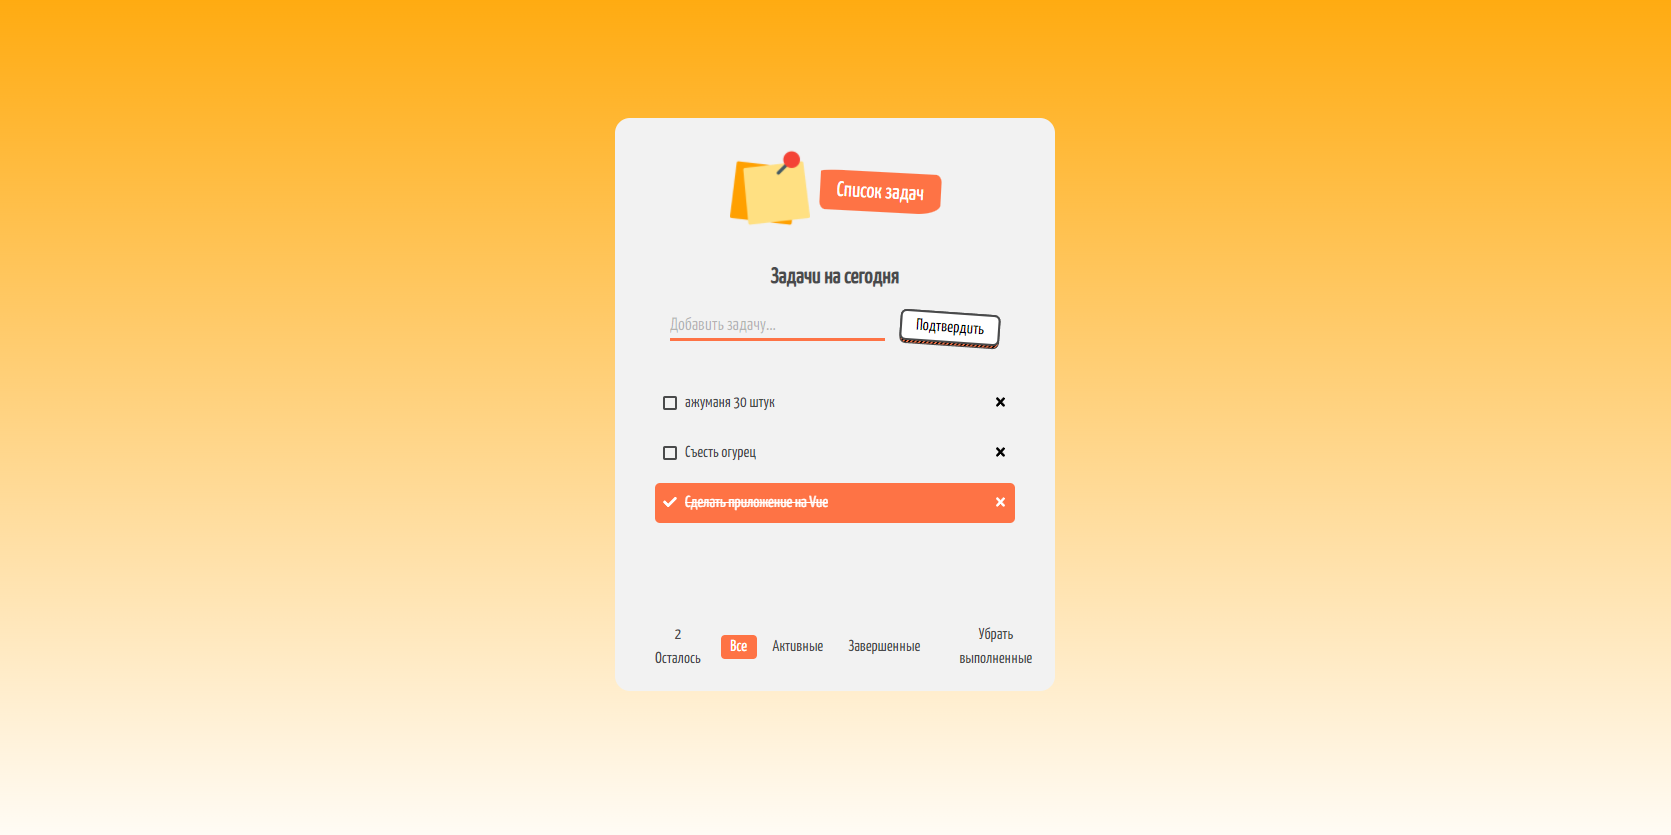 Список задач
Задачи на сегодня
Добавить задачу...
Подтвердить
ажуманя 30 штук
Съесть огурец
Сделать приложение на Vue
2
Осталось
Все
Активные
Завершенные
Убрать
выполненные